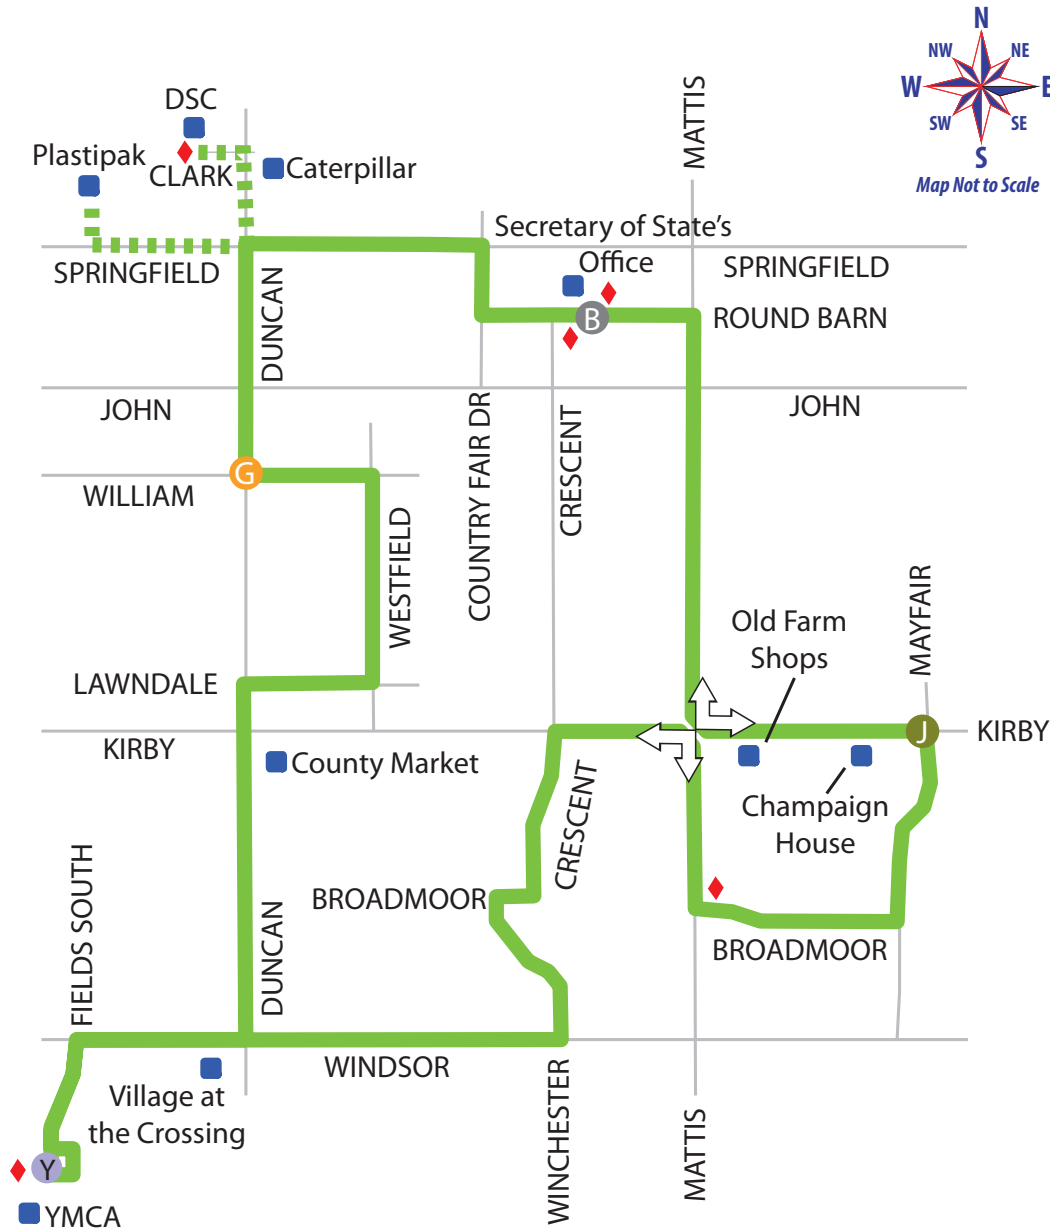 N
NW
NE
W
E
SW
SE
S
Map Not to Scale
DSC
Plastipak
CLARK
Caterpillar
MATTIS
Secretary of State's
Office
SPRINGFIELD
SPRINGFIELD
DUNCAN
B
ROUND BARN
JOHN
JOHN
G
WILLIAM
WESTFIELD
COUNTRY FAIR DR
CRESCENT
Old Farm
Shops
MAYFAIR
LAWNDALE
KIRBY
J
KIRBY
County Market
Champaign
House
CRESCENT
BROADMOOR
BROADMOOR
FIELDS SOUTH
DUNCAN
WINDSOR
Village at
the Crossing
WINCHESTER
MATTIS
Y
YMCA